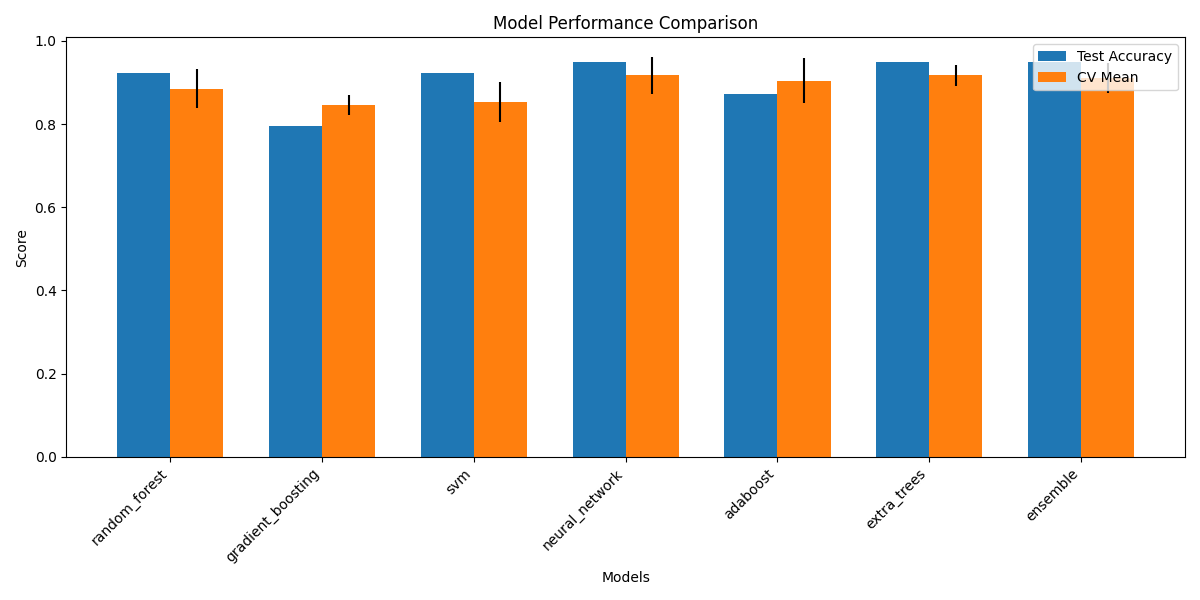 Model Performance Comparison
1.0
0.8
0.6
0.4
0.2
0.0
Score
Test Accuracy
CV Mean
random_forest
gradient_boosting
svm
neural_network
adaboost
extra_trees
ensemble
Models